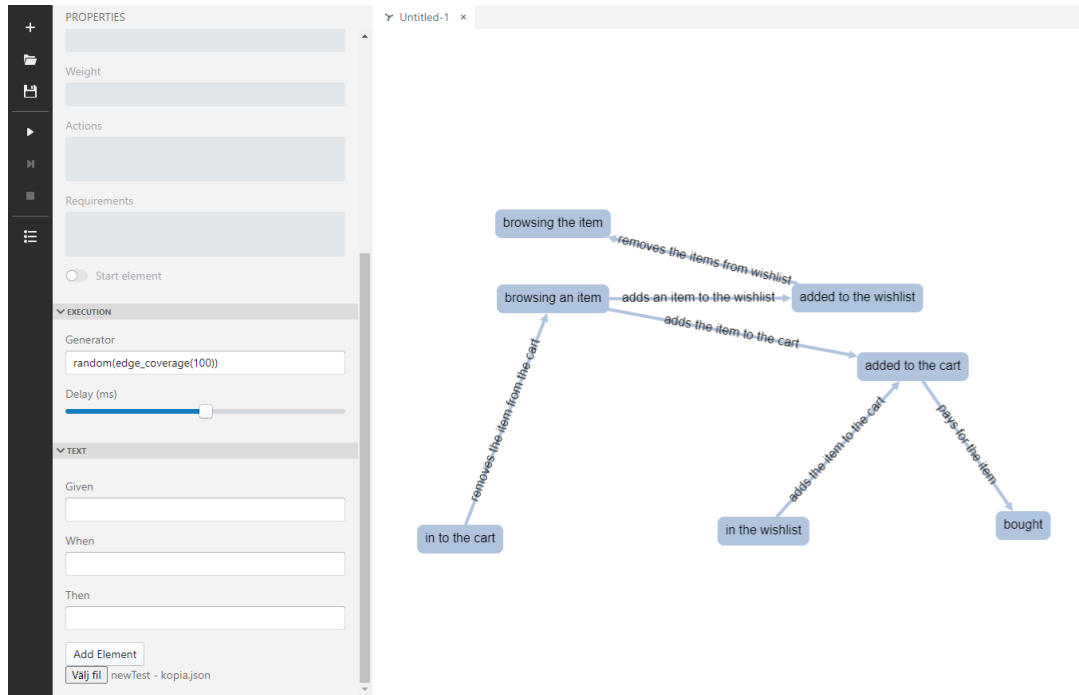 PROPERTIES
Weight
Actions
Requirements
Start element
EXECUTION
Generator
random(edge_coverage(100))
Delay (ms)
TEXT
Given
When
Then
Add Element
Välj fil newTest - kopia.json
Untitled-1 ×
browsing the item
removes the items from wishlist
browsing an item
adds an item to the wishlist
added to the wishlist
adds the item to the cart
added to the cart
removes the item from the cart
adds the item to the cart
pays for the item
in to the cart
in the wishlist
bought